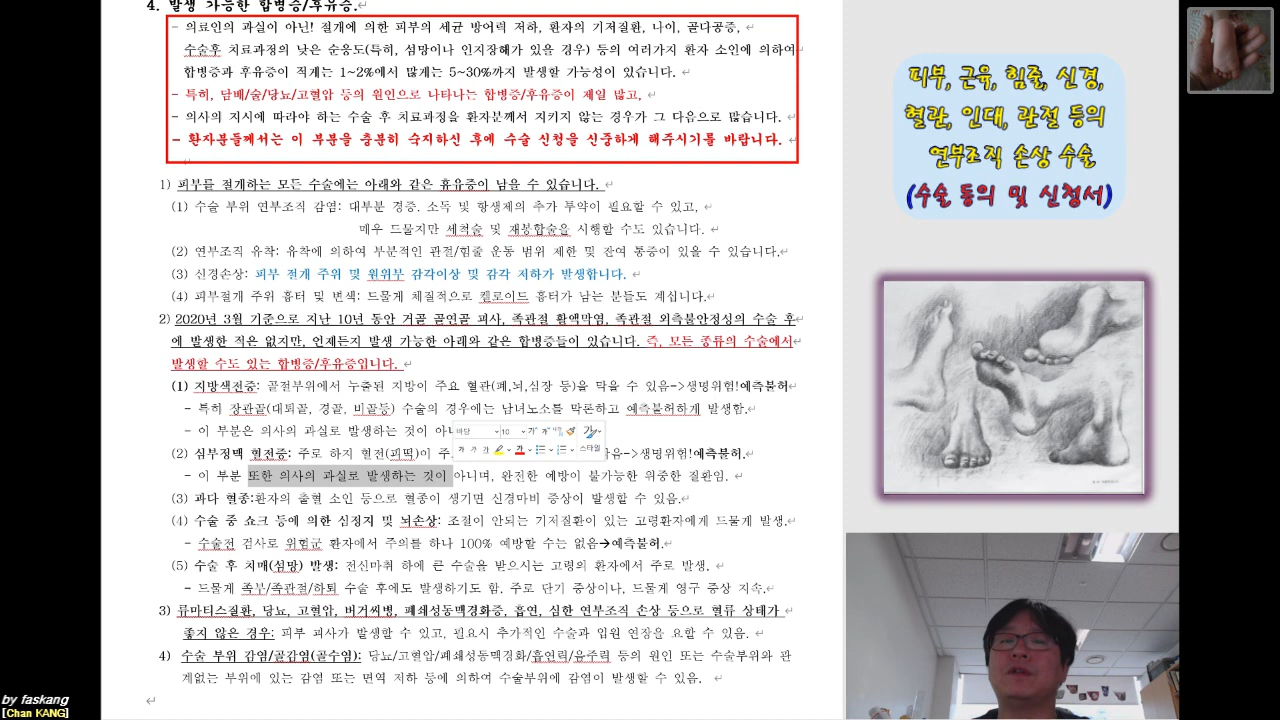 4. 발생 가능한 합병증/후유증.
- 의료인의 과실이 아닌! 절개에 의한 피부의 세균 방어력 저하, 환자의 기저질환, 나이, 골다공증,
수술후 치료과정의 낮은 순응도(특히, 섬망이나 인지장해가 있을 경우) 등의 여러가지 환자 소인에 의하여
합병증과 후유증이 적게는 1~2%에서 많게는 5~30%까지 발생할 가능성이 있습니다.
- 특히, 담배/술/당뇨/고혈압 등의 원인으로 나타나는 합병증/후유증이 제일 많고,
- 의사의 지시에 따라야 하는 수술 후 치료과정을 환자분께서 지키지 않는 경우가 그 다음으로 많습니다.
- 환자분들께서는 이 부분을 충분히 숙지하신 후에 수술 신청을 신중하게 해주시기를 바랍니다.
1) 피부를 절개하는 모든 수술에는 아래와 같은 휴유증이 남을 수 있습니다.
(1) 수술 부위 연부조직 감염: 대부분 소량. 소독 및 항생제의 추가 투약이 필요할 수 있고,
매우 드물지만 세척술 및 재봉합술을 시행할 수도 있습니다.
(2) 연부조직 유착: 유착에 의하여 부분적인 관절/힘줄 운동 범위 제한 및 잔여 통증이 있을 수 있습니다.
(3) 신경손상: 피부 절개 주위 및 원위부 감각이상 및 감각 저하가 발생합니다.
(4) 피부절개 주위 흉터 및 변색: 드물게 체질적으로 켈로이드 흉터가 남는 분들도 계십니다.
2) 2020년 3월 기준으로 지난 10년 동안 거골 골연골 괴사, 족관절 활액막염, 족관절 외측불안정성의 수술 후
에 발생한 적은 없지만, 언제든지 발생 가능한 아래와 같은 합병증들이 있습니다. 즉, 모든 종류의 수술에서
발생할 수도 있는 합병증/후유증입니다.
(1) 지방색전증: 골절부위에서 누출된 지방이 주요 혈관(폐,뇌,심장 등)을 막을 수 있음->생명위험!예측불허
- 특히 장관골(대퇴골, 경골, 비골등) 수술의 경우에는 남녀노소를 막론하고 예측불허하게 발생함.
- 이 부분은 의사의 과실로 발생하는 것이 아니
바탕 10 가 가
가 가 가 가 스타일
(2) 심부정맥 혈전증: 주로 하지 혈전(피떡)이 주 음->생명위험!예측불허.
- 이 부분 또한 의사의 과실로 발생하는 것이 아니며, 완전한 예방이 불가능한 위중한 질환임.
(3) 과다 혈종:환자의 출혈 소인 등으로 혈종이 생기면 신경마비 증상이 발생할 수 있음.
(4) 수술 중 쇼크 등에 의한 심정지 및 뇌손상: 조절이 안되는 기저질환이 있는 고령환자에게 드물게 발생.
- 수술전 검사로 위험군 환자에서 주의를 하나 100% 예방할 수는 없음→예측불허.
(5) 수술 후 치매(섬망) 발생: 전신마취 하에 큰 수술을 받으시는 고령의 환자에서 주로 발생.
- 드물게 족부/족관절/하퇴 수술 후에도 발생하기도 함. 주로 단기 증상이나, 드물게 영구 증상 지속.
3) 류마티스질환, 당뇨, 고혈압, 버거씨병, 폐쇄성동맥경화증, 흡연, 심한 연부조직 손상 등으로 혈류 상태가
좋지 않은 경우: 피부 괴사가 발생할 수 있고, 필요시 추가적인 수술과 입원 연장을 요할 수 있음.
4) 수술 부위 감염/골감염(골수염): 당뇨/고혈압/폐쇄성동맥경화/흡연력/음주력 등의 원인 또는 수술부위와 관
계없는 부위에 있는 감염 또는 면역 저하 등에 의하여 수술부위에 감염이 발생할 수 있음.
피부, 근육, 힘줄, 신경,
혈관, 인대, 관절 등의
연부조직 손상 수술
(수술 동의 및 신청서)
by faskang
[Chan KANG]